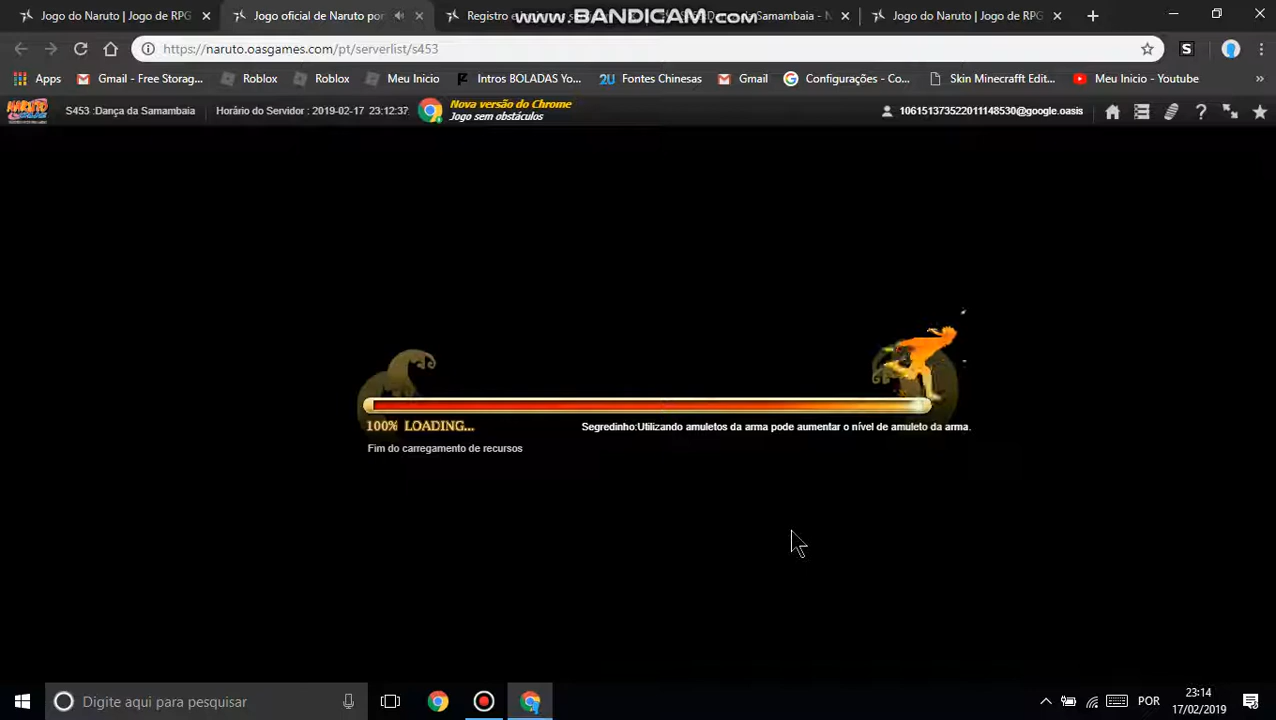 Jogo do Naruto | Jogo de RPG
Jogo oficial de Naruto por
Registro e
Samambaia - N
Jogo do Naruto | Jogo de RPG
www.BANDICAM.com
https://naruto.oasgames.com/pt/serverlist/s453
S
Apps
Gmail - Free Storag...
Roblox
Roblox
Meu Inicio
Intros BOLADAS Yo...
2U
Fontes Chinesas
Gmail
Configurações - Co...
Skin Minecrafft Edit...
Meu Inicio - Youtube
»
NARUTO
S453 :Dança da Samambaia
Horário do Servidor : 2019-02-17 23:12:37
Nova versão do Chrome
Jogo sem obstáculos
106151373522011148530@google.oasis
100% LOADING...
Segredinho:Utilizando amuletos da arma pode aumentar o nível de amuleto da arma.
Fim do carregamento de recursos
Digite aqui para pesquisar
POR
23:14
17/02/2019